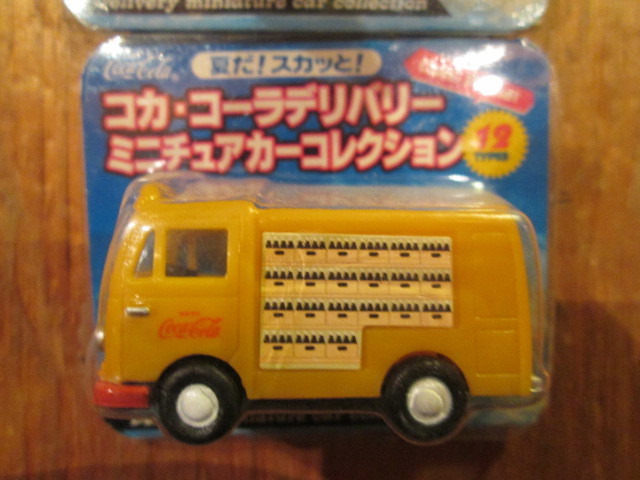 delivery miniature car collection
Coca-Cola
夏だ!スカッと!
コカ・コーラデリバリー
ミニチュアカーコレクション
12
TYPES
Coca-Cola